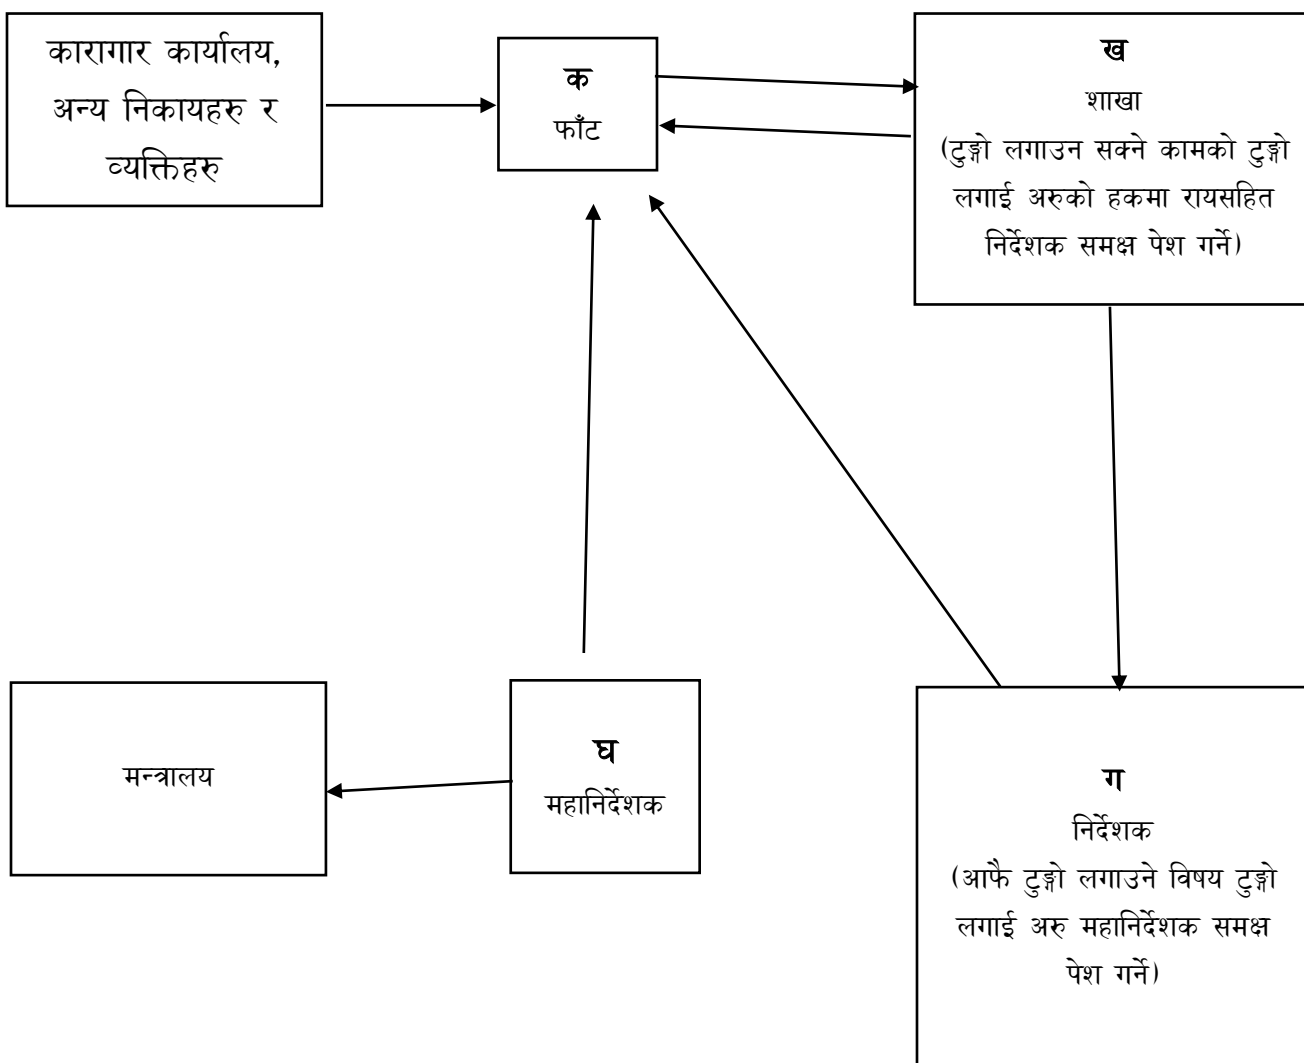 कारागार कार्यालय,
अन्य निकायहरु र
व्यक्तिहरु
क
फाँट
ख
शाखा
(टुङ्गो लगाउन सक्ने कामको टुङ्गो
लगाई अरुको हकमा रायसहित
निर्देशक समक्ष पेश गर्ने)
मन्त्रालय
घ
महानिर्देशक
ग
निर्देशक
(आफै टुङ्गो लगाउने विषय टुङ्गो
लगाई अरु महानिर्देशक समक्ष
पेश गर्ने)